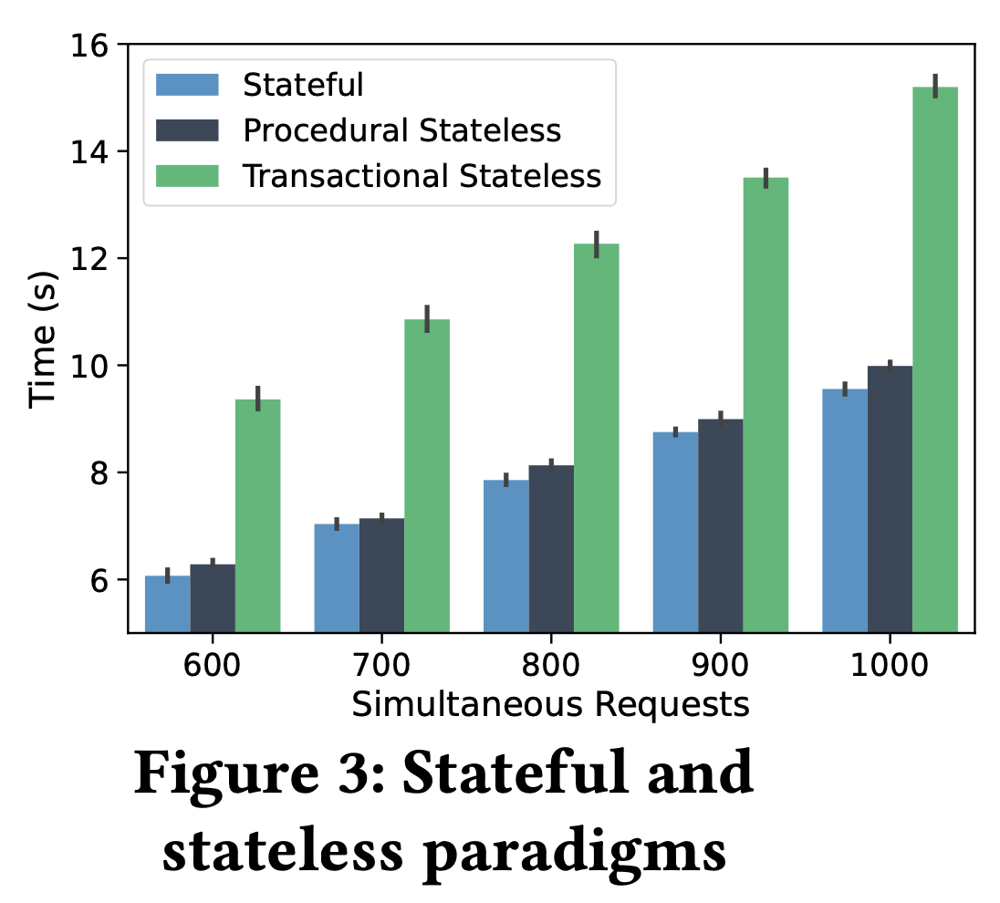 16
14
12
10
8
6
Time (s)
Stateful
Procedural Stateless
Transactional Stateless
600 700 800 900 1000
Simultaneous Requests
Figure 3: Stateful and
stateless paradigms